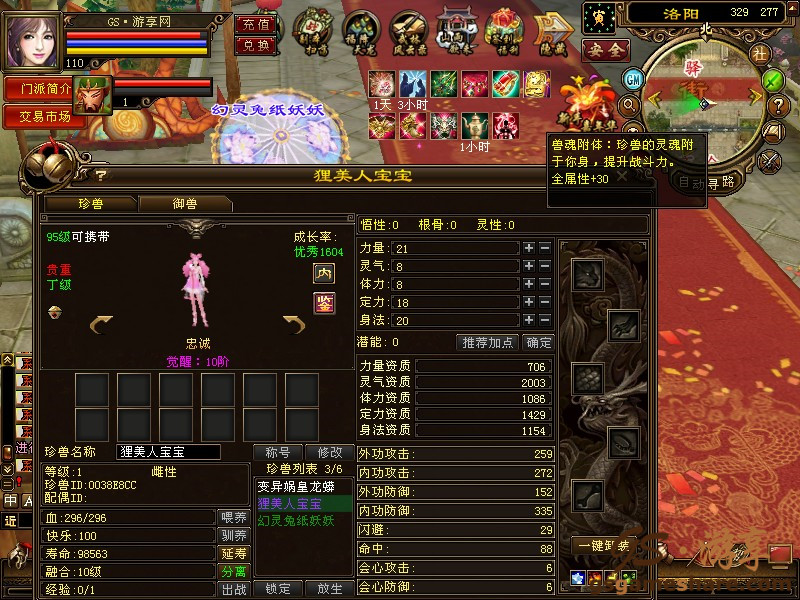 GS·游享网
110
1
门派简介
交易市场
充值
兑换
洛阳
329 277
北
安全
驿
街
社
GM
?
自动寻路
1天 3小时
1小时
幻灵兔纸妖妖
兽魂附体：珍兽的灵魂附
于你身，提升战斗力。
全属性+30
?
狸美人宝宝
珍兽
御兽
95级可携带
贵重
丁级
成长率：
优秀1604
内
鉴
忠诚
觉醒：10阶
珍兽名称 狸美人宝宝
称号 修改
等级:1 雌性
珍兽ID:0038E8CC
配偶ID:
珍兽列表 3/6
变异娲皇龙蟒
狸美人宝宝
幻灵兔纸妖妖
血:296/296 喂养
快乐:100 驯养
寿命:98563 延寿
融合:10级 分离
经验:0/1 出战
锁定 放生
悟性:0 根骨:0 灵性:0
力量:21
灵气:8
体力:8
定力:18
身法:20
潜能:0 推荐加点 确定
力量资质 706
灵气资质 2003
体力资质 1086
定力资质 1429
身法资质 1154
外功攻击: 259
内功攻击: 272
外功防御: 152
内功防御: 335
闪避: 29
命中: 88
会心攻击: 6
会心防御: 6
一键卸装
进
中
近